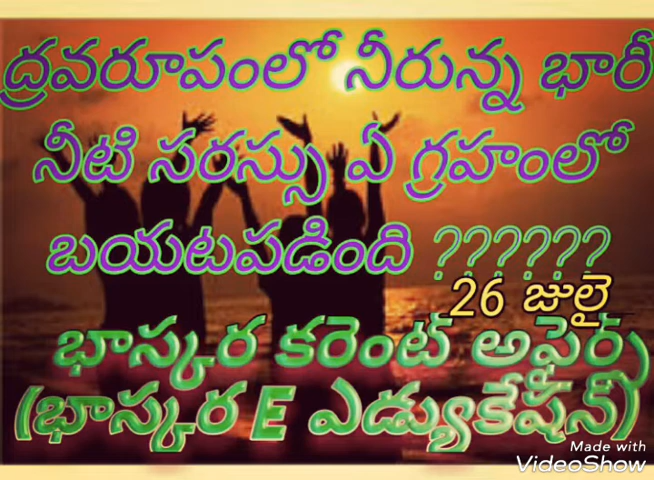 ద్రవరూపంలో నీరున్న భారీ
నీటి సరస్సు ఏ గ్రహంలో
బయటపడింది ??????
26 జులై
భాస్కర కరెంట్ అఫైర్స్
(భాస్కర E ఎడ్యుకేషన్)
Made with
VideoShow